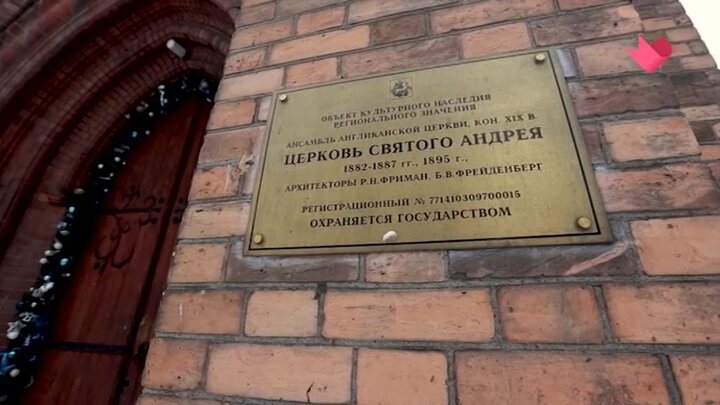 ОБЪЕКТ КУЛЬТУРНОГО НАСЛЕДИЯ
РЕГИОНАЛЬНОГО ЗНАЧЕНИЯ
АНСАМБЛЬ АНГЛИКАНСКОЙ ЦЕРКВИ, КОН. XIX В.
ЦЕРКОВЬ СВЯТОГО АНДРЕЯ
1882-1887 гг., 1895 г.,
АРХИТЕКТОРЫ Р.Н.ФРИМАН, Б.В.ФРЕЙДЕНБЕРГ
РЕГИСТРАЦИОННЫЙ № 771410309700015
ОХРАНЯЕТСЯ ГОСУДАРСТВОМ